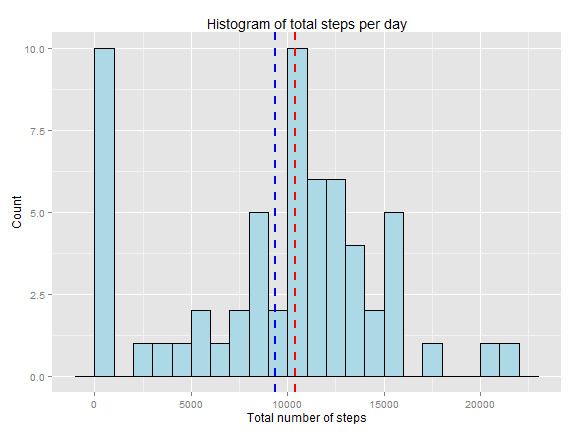 Histogram of total steps per day
10.0
7.5
5.0
2.5
0.0
Count
0 5000 10000 15000 20000
Total number of steps